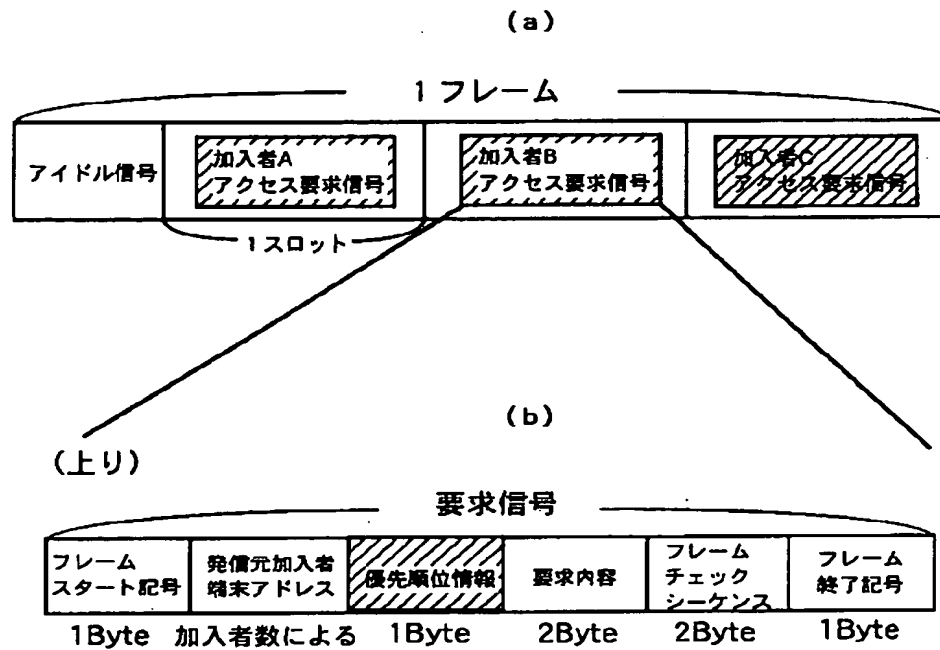 (a)
1フレーム
アイドル信号
加入者A
アクセス要求信号
加入者B
アクセス要求信号
加入者C
アクセス要求信号
1スロット
(b)
(上り)
要求信号
フレーム
スタート記号
発信元加入者
端末アドレス
優先順位情報
要求内容
フレーム
チェック
シーケンス
フレーム
終了記号
1Byte 加入者数による 1Byte 2Byte 2Byte 1Byte